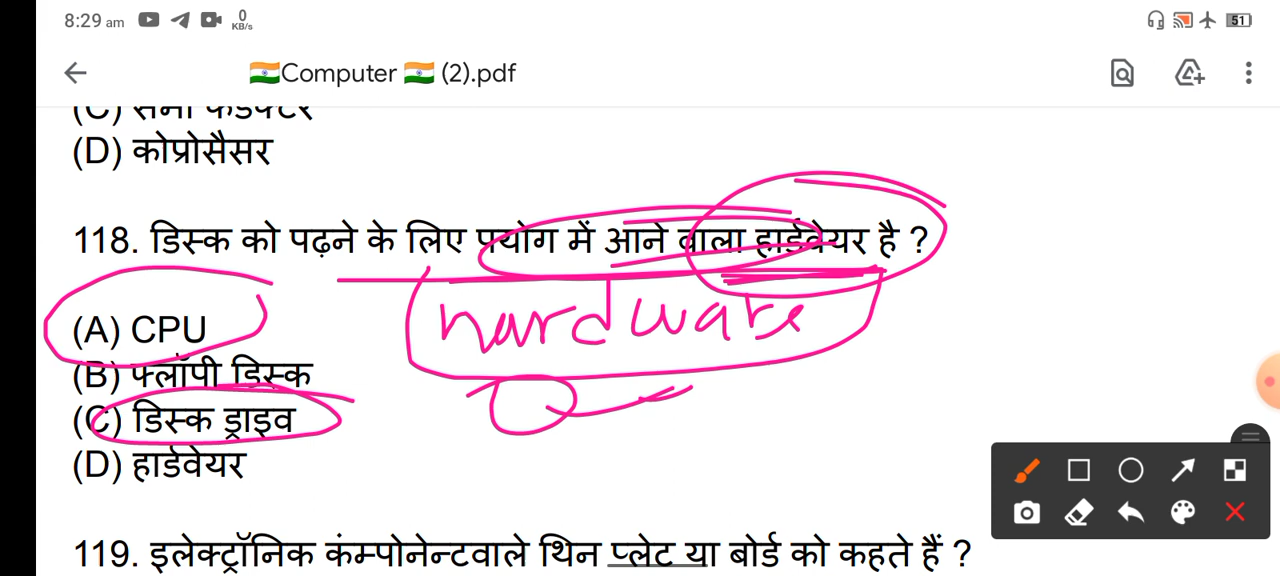 8:29 am 0 KB/s 51
Computer (2).pdf
(D) कोप्रोसैसर
118. डिस्क को पढ़ने के लिए प्रयोग में आने वाला हार्डवेयर है ?
(A) CPU
hardware
(B) फ्लॉपी डिस्क
(C) डिस्क ड्राइव
(D) हार्डवेयर
119. इलेक्ट्रॉनिक कंम्पोनेन्टवाले थिन प्लेट या बोर्ड को कहते हैं ?